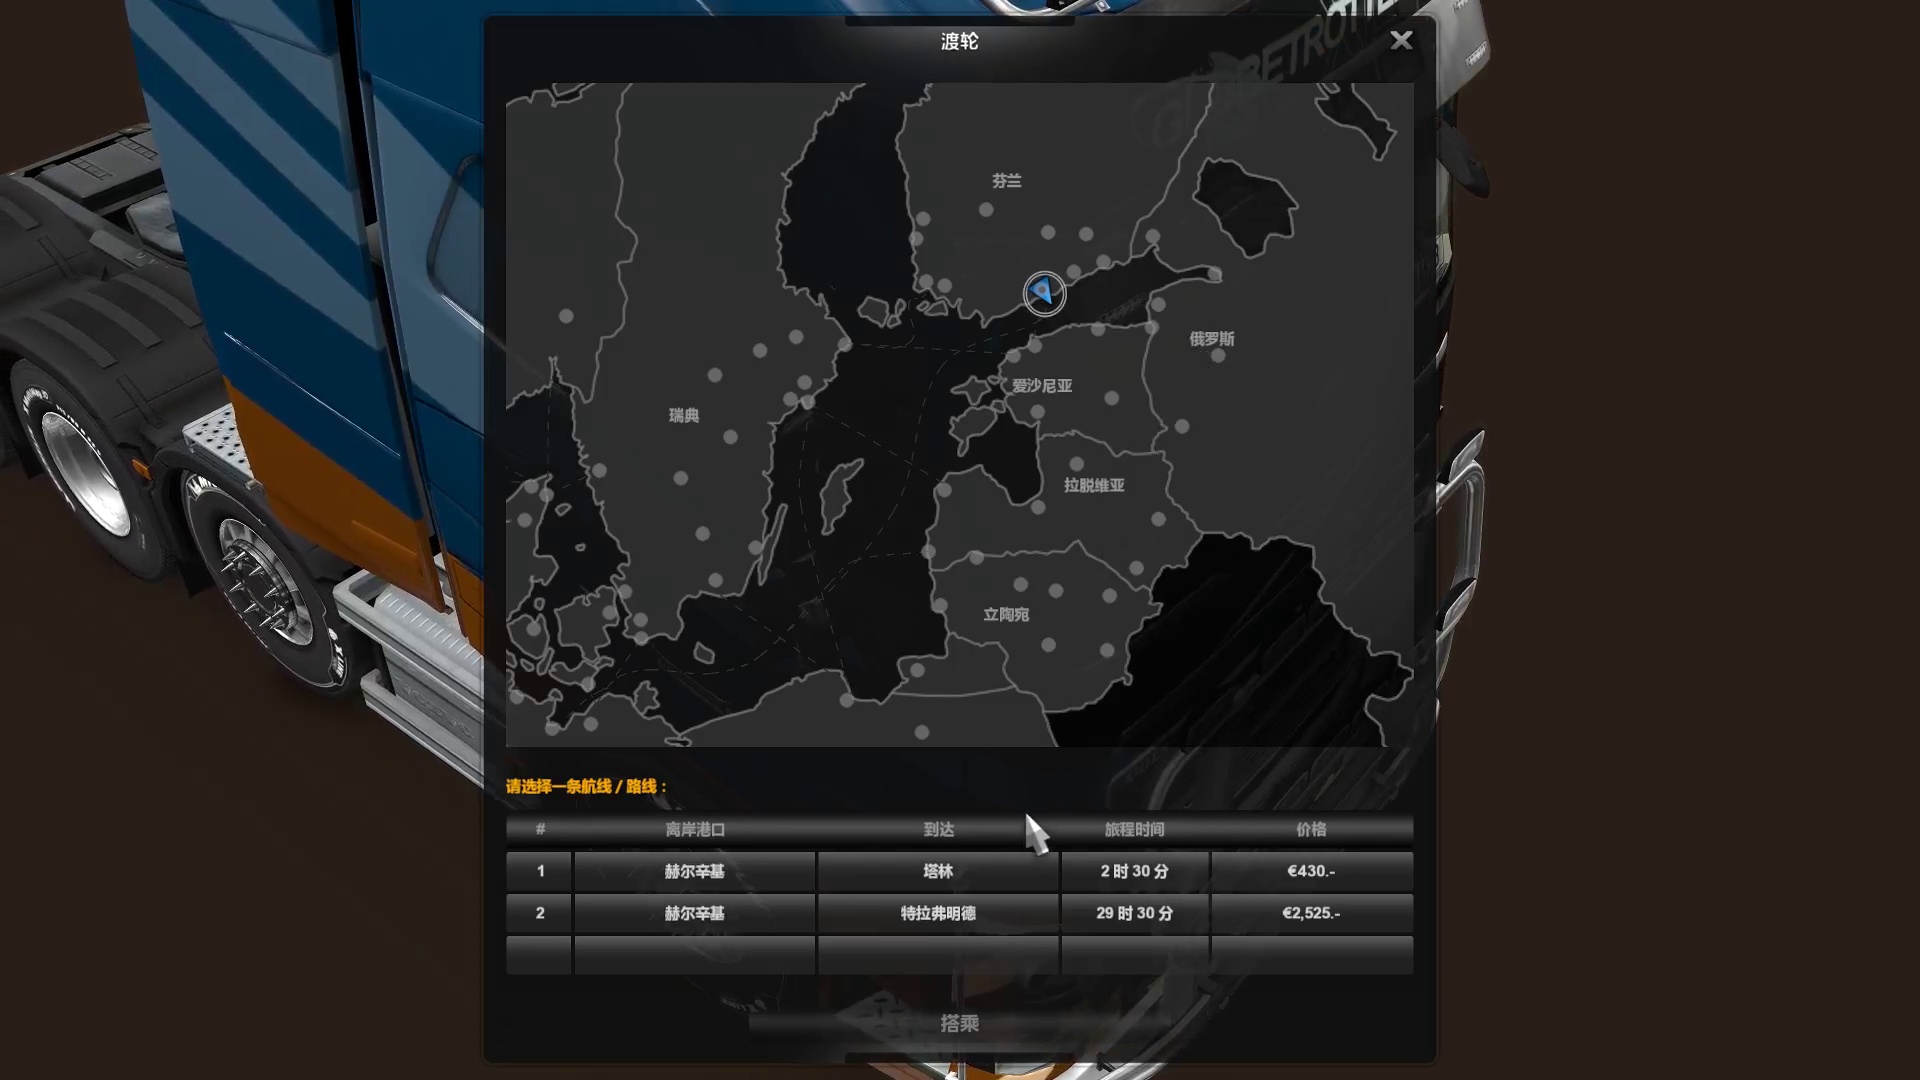 渡轮
芬兰
俄罗斯
爱沙尼亚
瑞典
拉脱维亚
立陶宛
请选择一条航线 / 路线：
# 离岸港口 到达 旅程时间 价格
1 赫尔辛基 塔林 2 时 30 分 €430.-
2 赫尔辛基 特拉弗明德 29 时 30 分 €2,525.-
搭乘